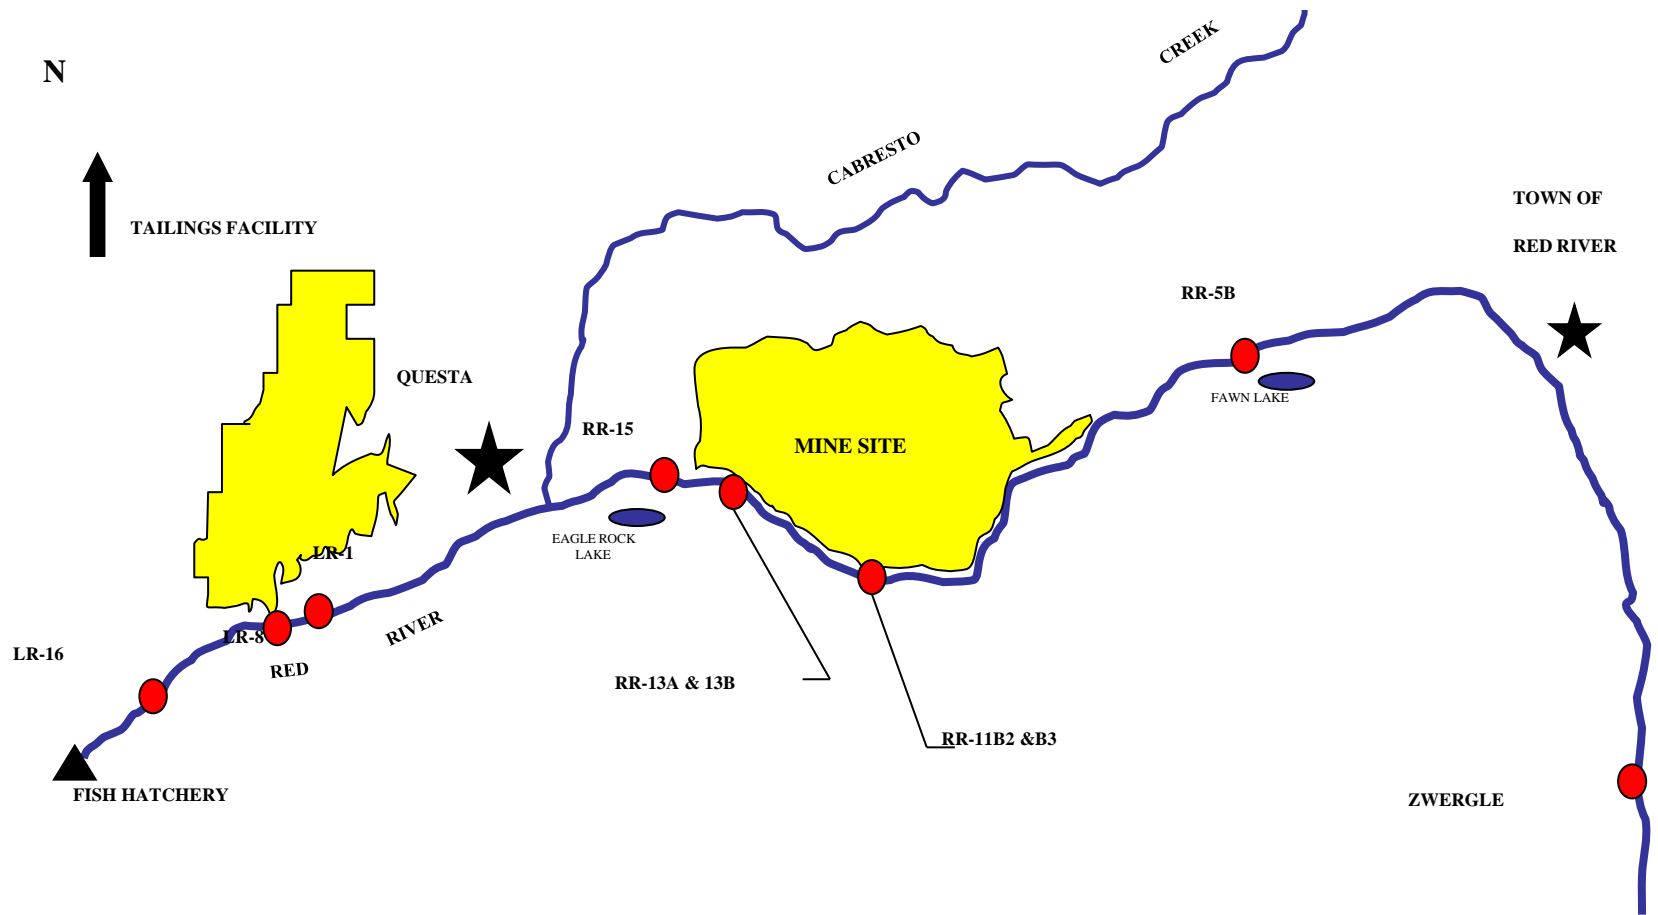 CREEK
N
CABRESTO
TOWN OF
RED RIVER
TAILINGS FACILITY
RR-5B
QUESTA
FAWN LAKE
RR-15
MINE SITE
EAGLE ROCK
LAKE
LR-1
LR-8
RIVER
LR-16
RED
RR-13A & 13B
RR-11B2 &B3
FISH HATCHERY
ZWERGLE